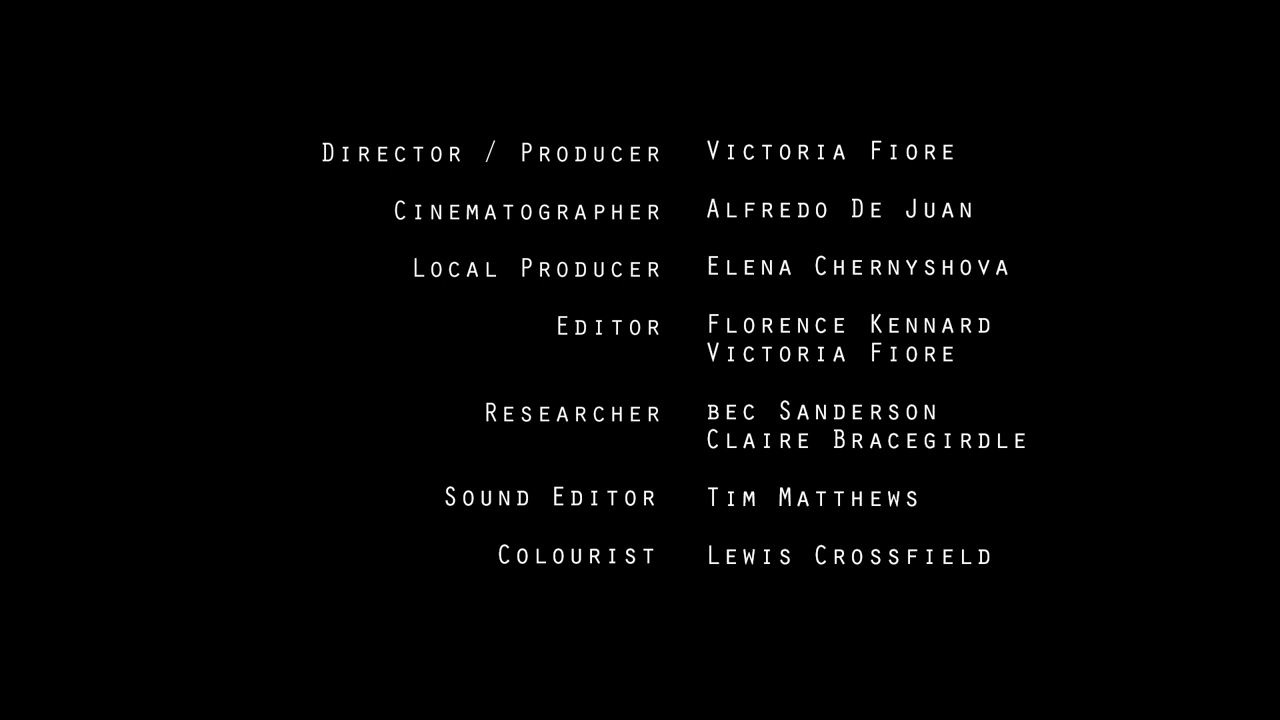 Director / Producer Victoria Fiore
Cinematographer Alfredo De Juan
Local Producer Elena Chernyshova
Editor Florence Kennard
Victoria Fiore
Researcher bec Sanderson
Claire Bracegirdle
Sound Editor Tim Matthews
Colourist Lewis Crossfield